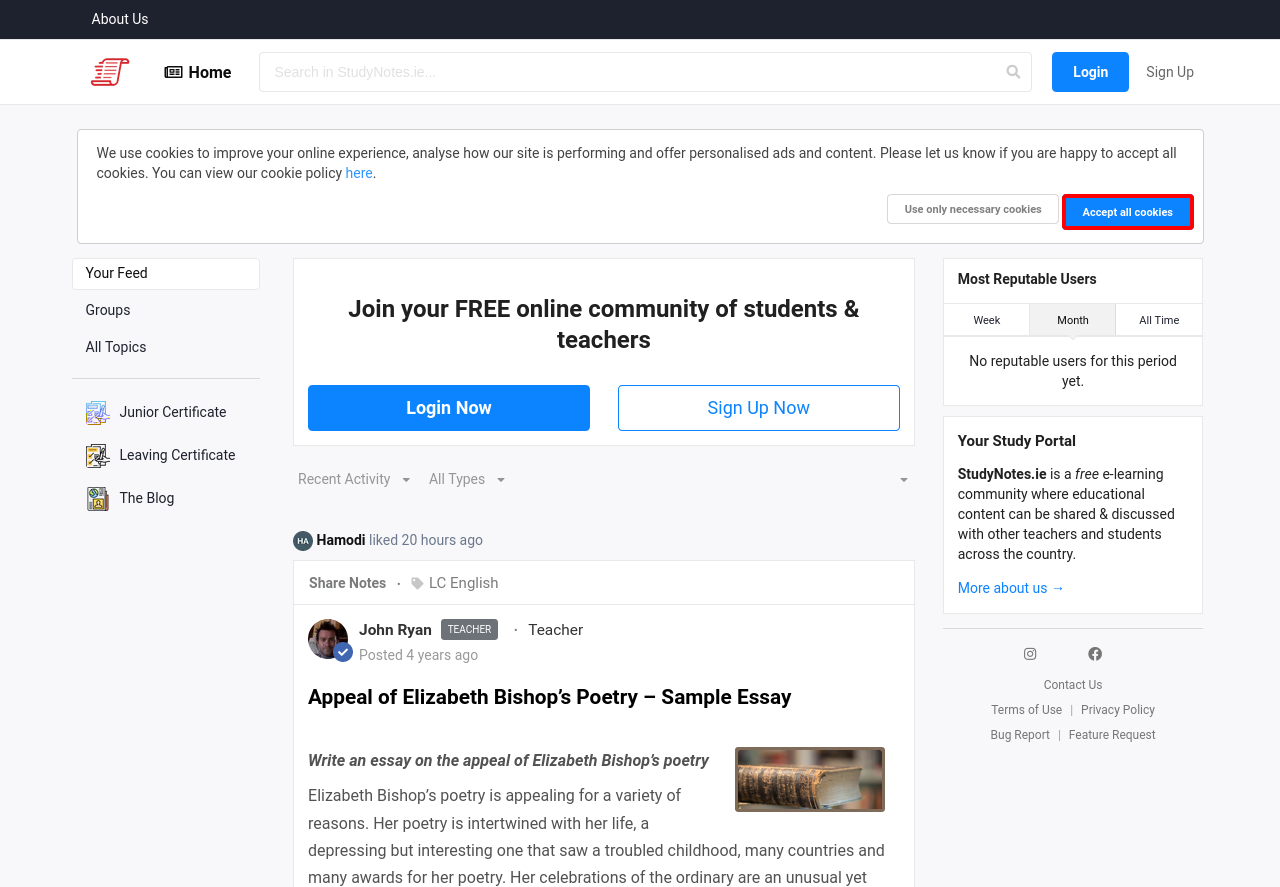 About Us
Home
Search in StudyNotes.ie...
Login
Sign Up
We use cookies to improve your online experience, analyse how our site is performing and offer personalised ads and content. Please let us know if you are happy to accept all
cookies. You can view our cookie policy here.
Use only necessary cookies
Accept all cookies
Your Feed
Groups
All Topics
Junior Certificate
Leaving Certificate
The Blog
Join your FREE online community of students &
teachers
Login Now
Sign Up Now
Recent Activity
All Types
HA Hamodi liked 20 hours ago
Share Notes · LC English
John Ryan TEACHER · Teacher
Posted 4 years ago
Appeal of Elizabeth Bishop’s Poetry – Sample Essay
Write an essay on the appeal of Elizabeth Bishop’s poetry
Elizabeth Bishop’s poetry is appealing for a variety of
reasons. Her poetry is intertwined with her life, a
depressing but interesting one that saw a troubled childhood, many countries and
many awards for her poetry. Her celebrations of the ordinary are an unusual yet
Most Reputable Users
Week
Month
All Time
No reputable users for this period
yet.
Your Study Portal
StudyNotes.ie is a free e-learning
community where educational
content can be shared & discussed
with other teachers and students
across the country.
More about us →
Contact Us
Terms of Use | Privacy Policy
Bug Report | Feature Request